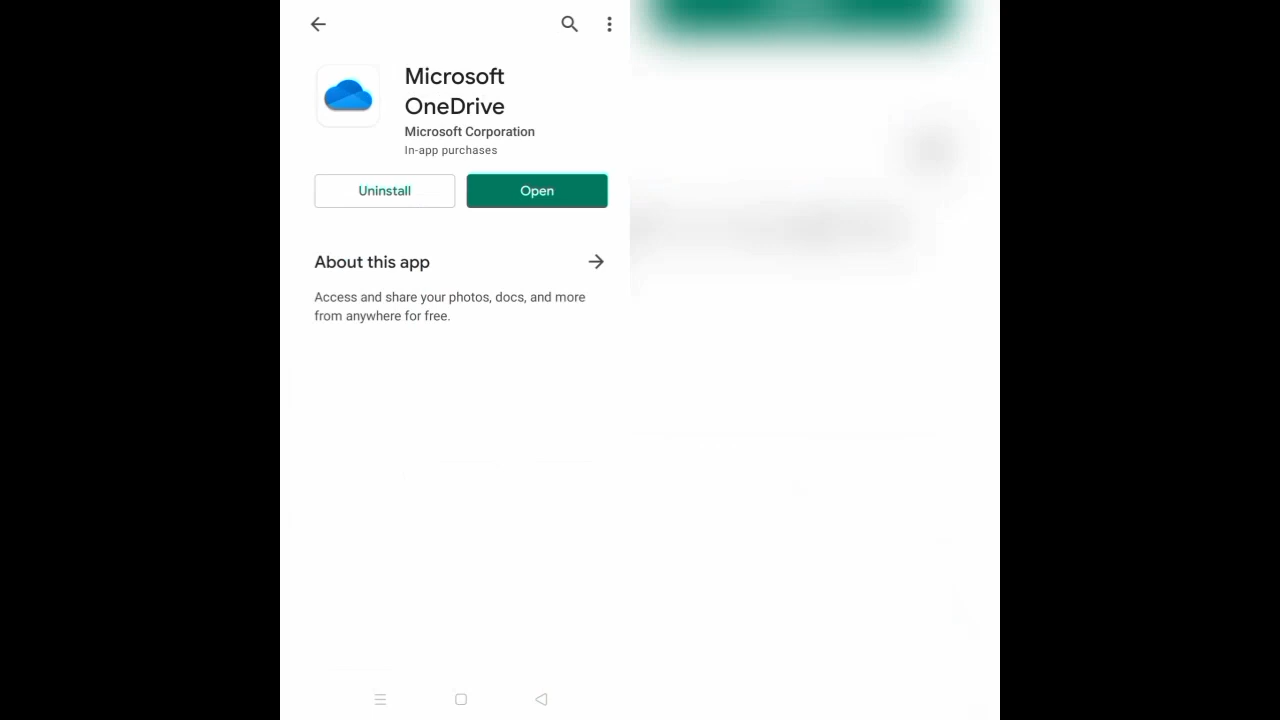 Microsoft
OneDrive
Microsoft Corporation
In-app purchases
Uninstall
Open
About this app
Access and share your photos, docs, and more
from anywhere for free.